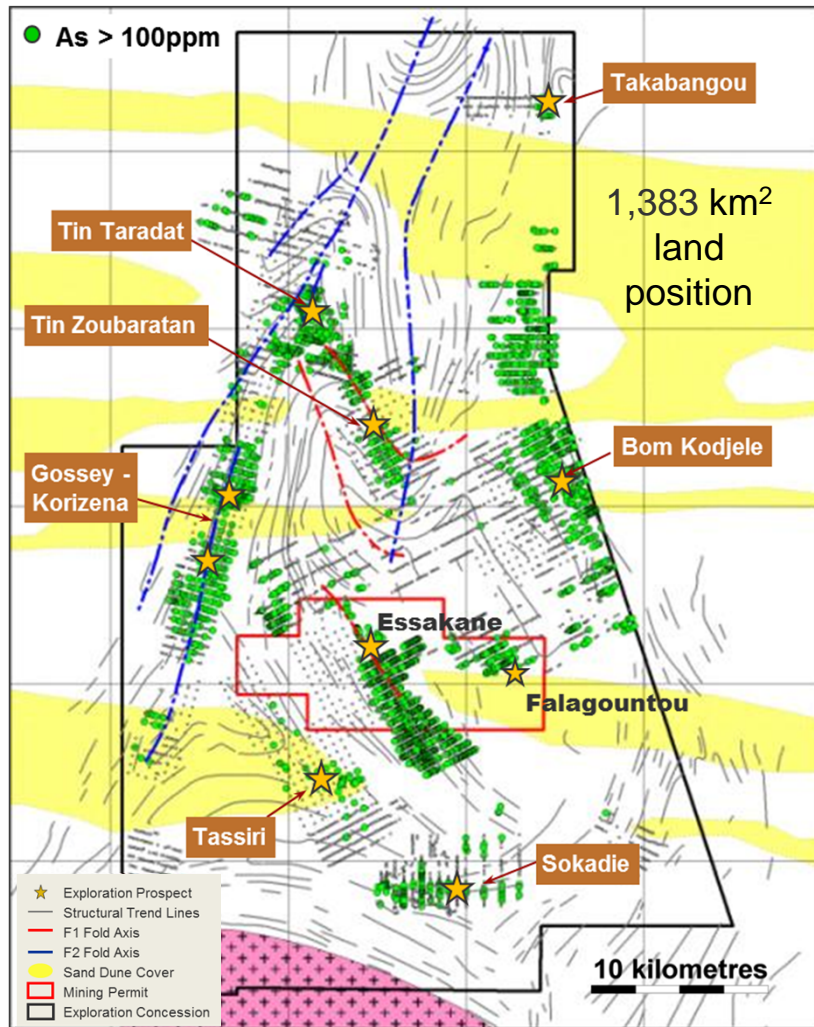 As > 100ppm
Takabangou
1,383 km²
land
position
Tin Taradat
Tin Zoubaratan
Bom Kodjele
Gossey -
Korizena
Essakane
Falagountou
Tassiri
Sokadie
Exploration Prospect
Structural Trend Lines
F1 Fold Axis
F2 Fold Axis
Sand Dune Cover
Mining Permit
Exploration Concession
10 kilometres